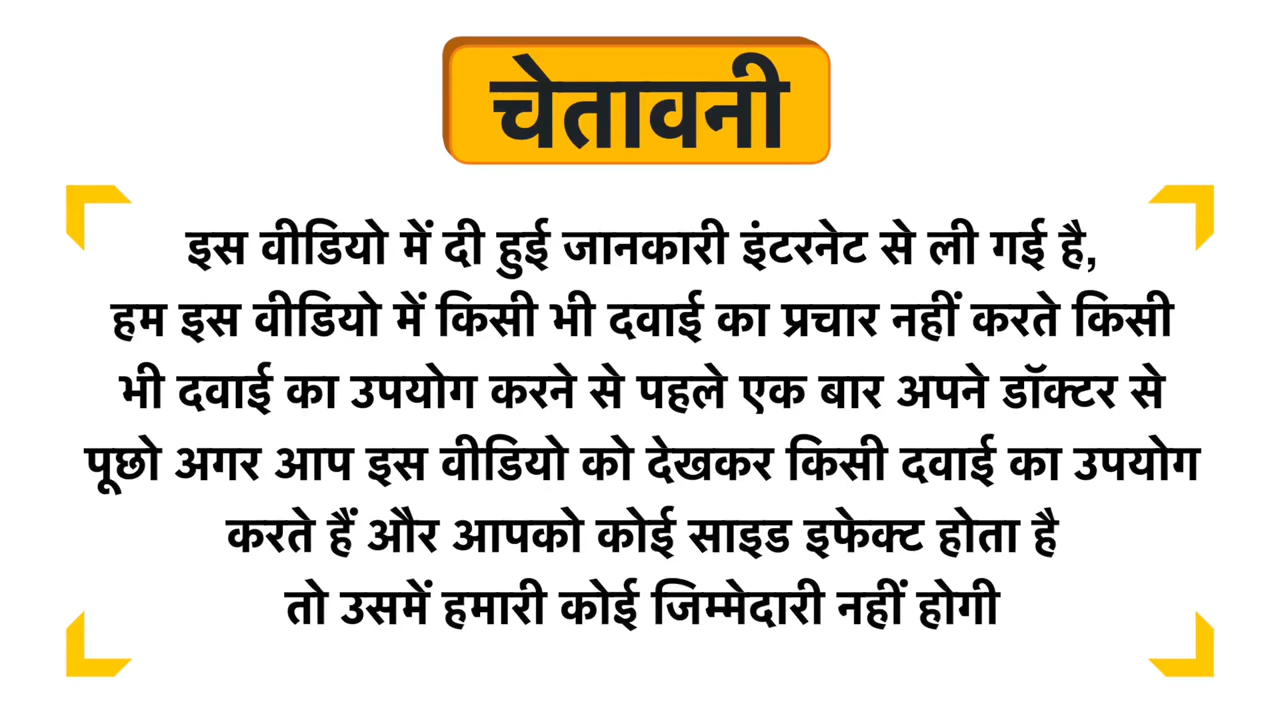 चेतावनी
इस वीडियो में दी हुई जानकारी इंटरनेट से ली गई है,
हम इस वीडियो में किसी भी दवाई का प्रचार नहीं करते किसी
भी दवाई का उपयोग करने से पहले एक बार अपने डॉक्टर से
पूछो अगर आप इस वीडियो को देखकर किसी दवाई का उपयोग
करते हैं और आपको कोई साइड इफेक्ट होता है
तो उसमें हमारी कोई जिम्मेदारी नहीं होगी